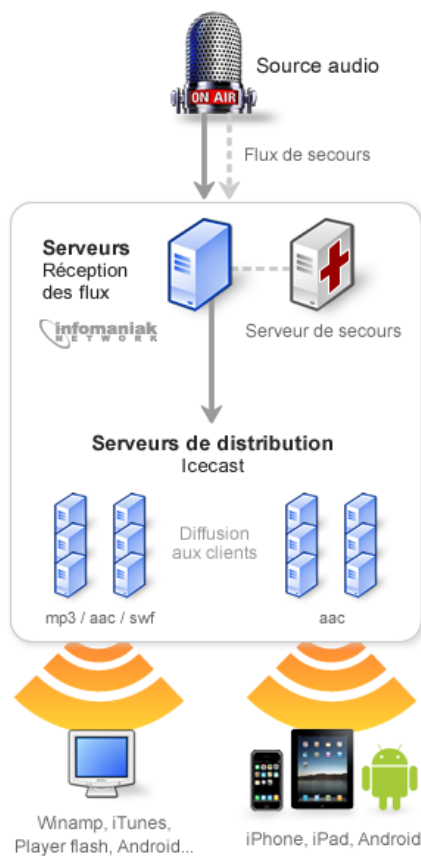 ON AIR
Source audio
Flux de secours
Serveurs
Réception
des flux
infomaniak
NETWORK
Serveur de secours
Serveurs de distribution
Icecast
Diffusion
aux clients
mp3 / aac / swf
aac
Winamp, iTunes,
Player flash, Android...
iPhone, iPad, Android